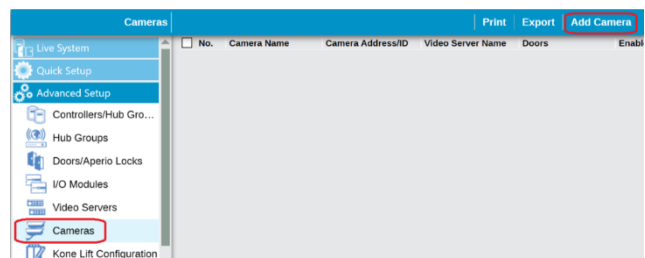 Cameras Print Export Add Camera
Live System
No. Camera Name Camera Address/ID Video Server Name Doors Enabl
Quick Setup
Advanced Setup
Controllers/Hub Gro...
Hub Groups
Doors/Aperio Locks
I/O Modules
Video Servers
Cameras
Kone Lift Configuration